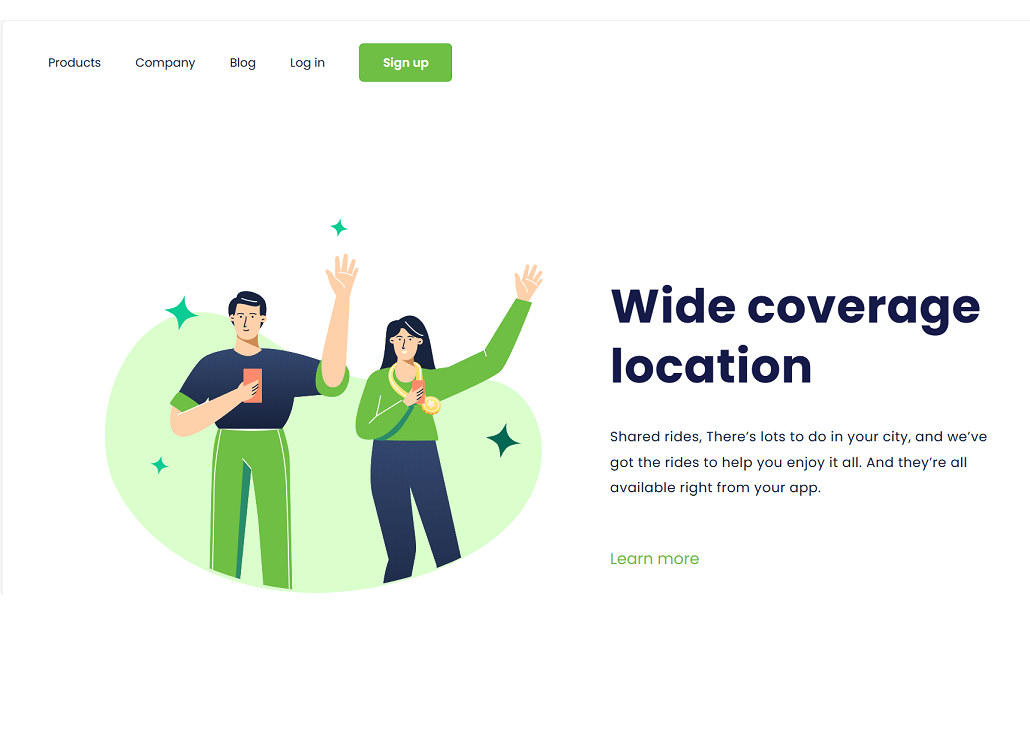 Products Company Blog Log in Sign up
Wide coverage
location
Shared rides, There’s lots to do in your city, and we’ve
got the rides to help you enjoy it all. And they’re all
available right from your app.
Learn more